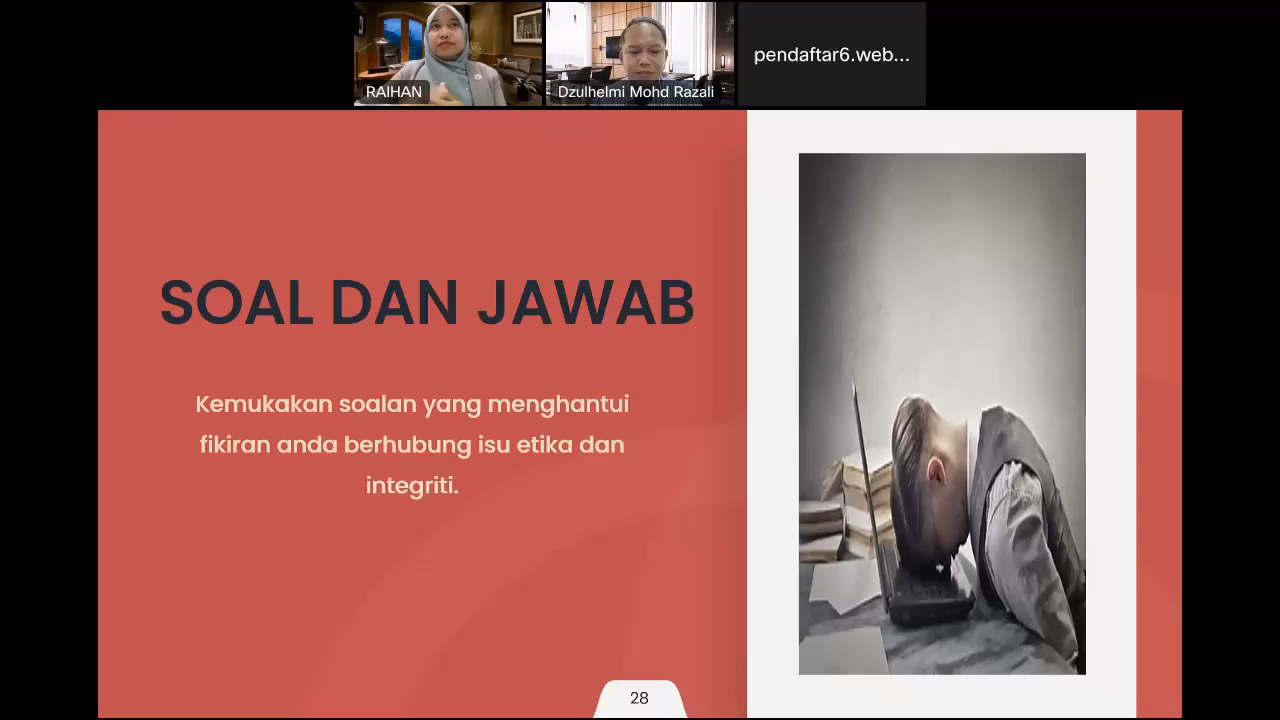 RAIHAN
Dzulhelmi Mohd Razali
pendaftar6.web...
SOAL DAN JAWAB
Kemukakan soalan yang menghantui
fikiran anda berhubung isu etika dan
integriti.
28